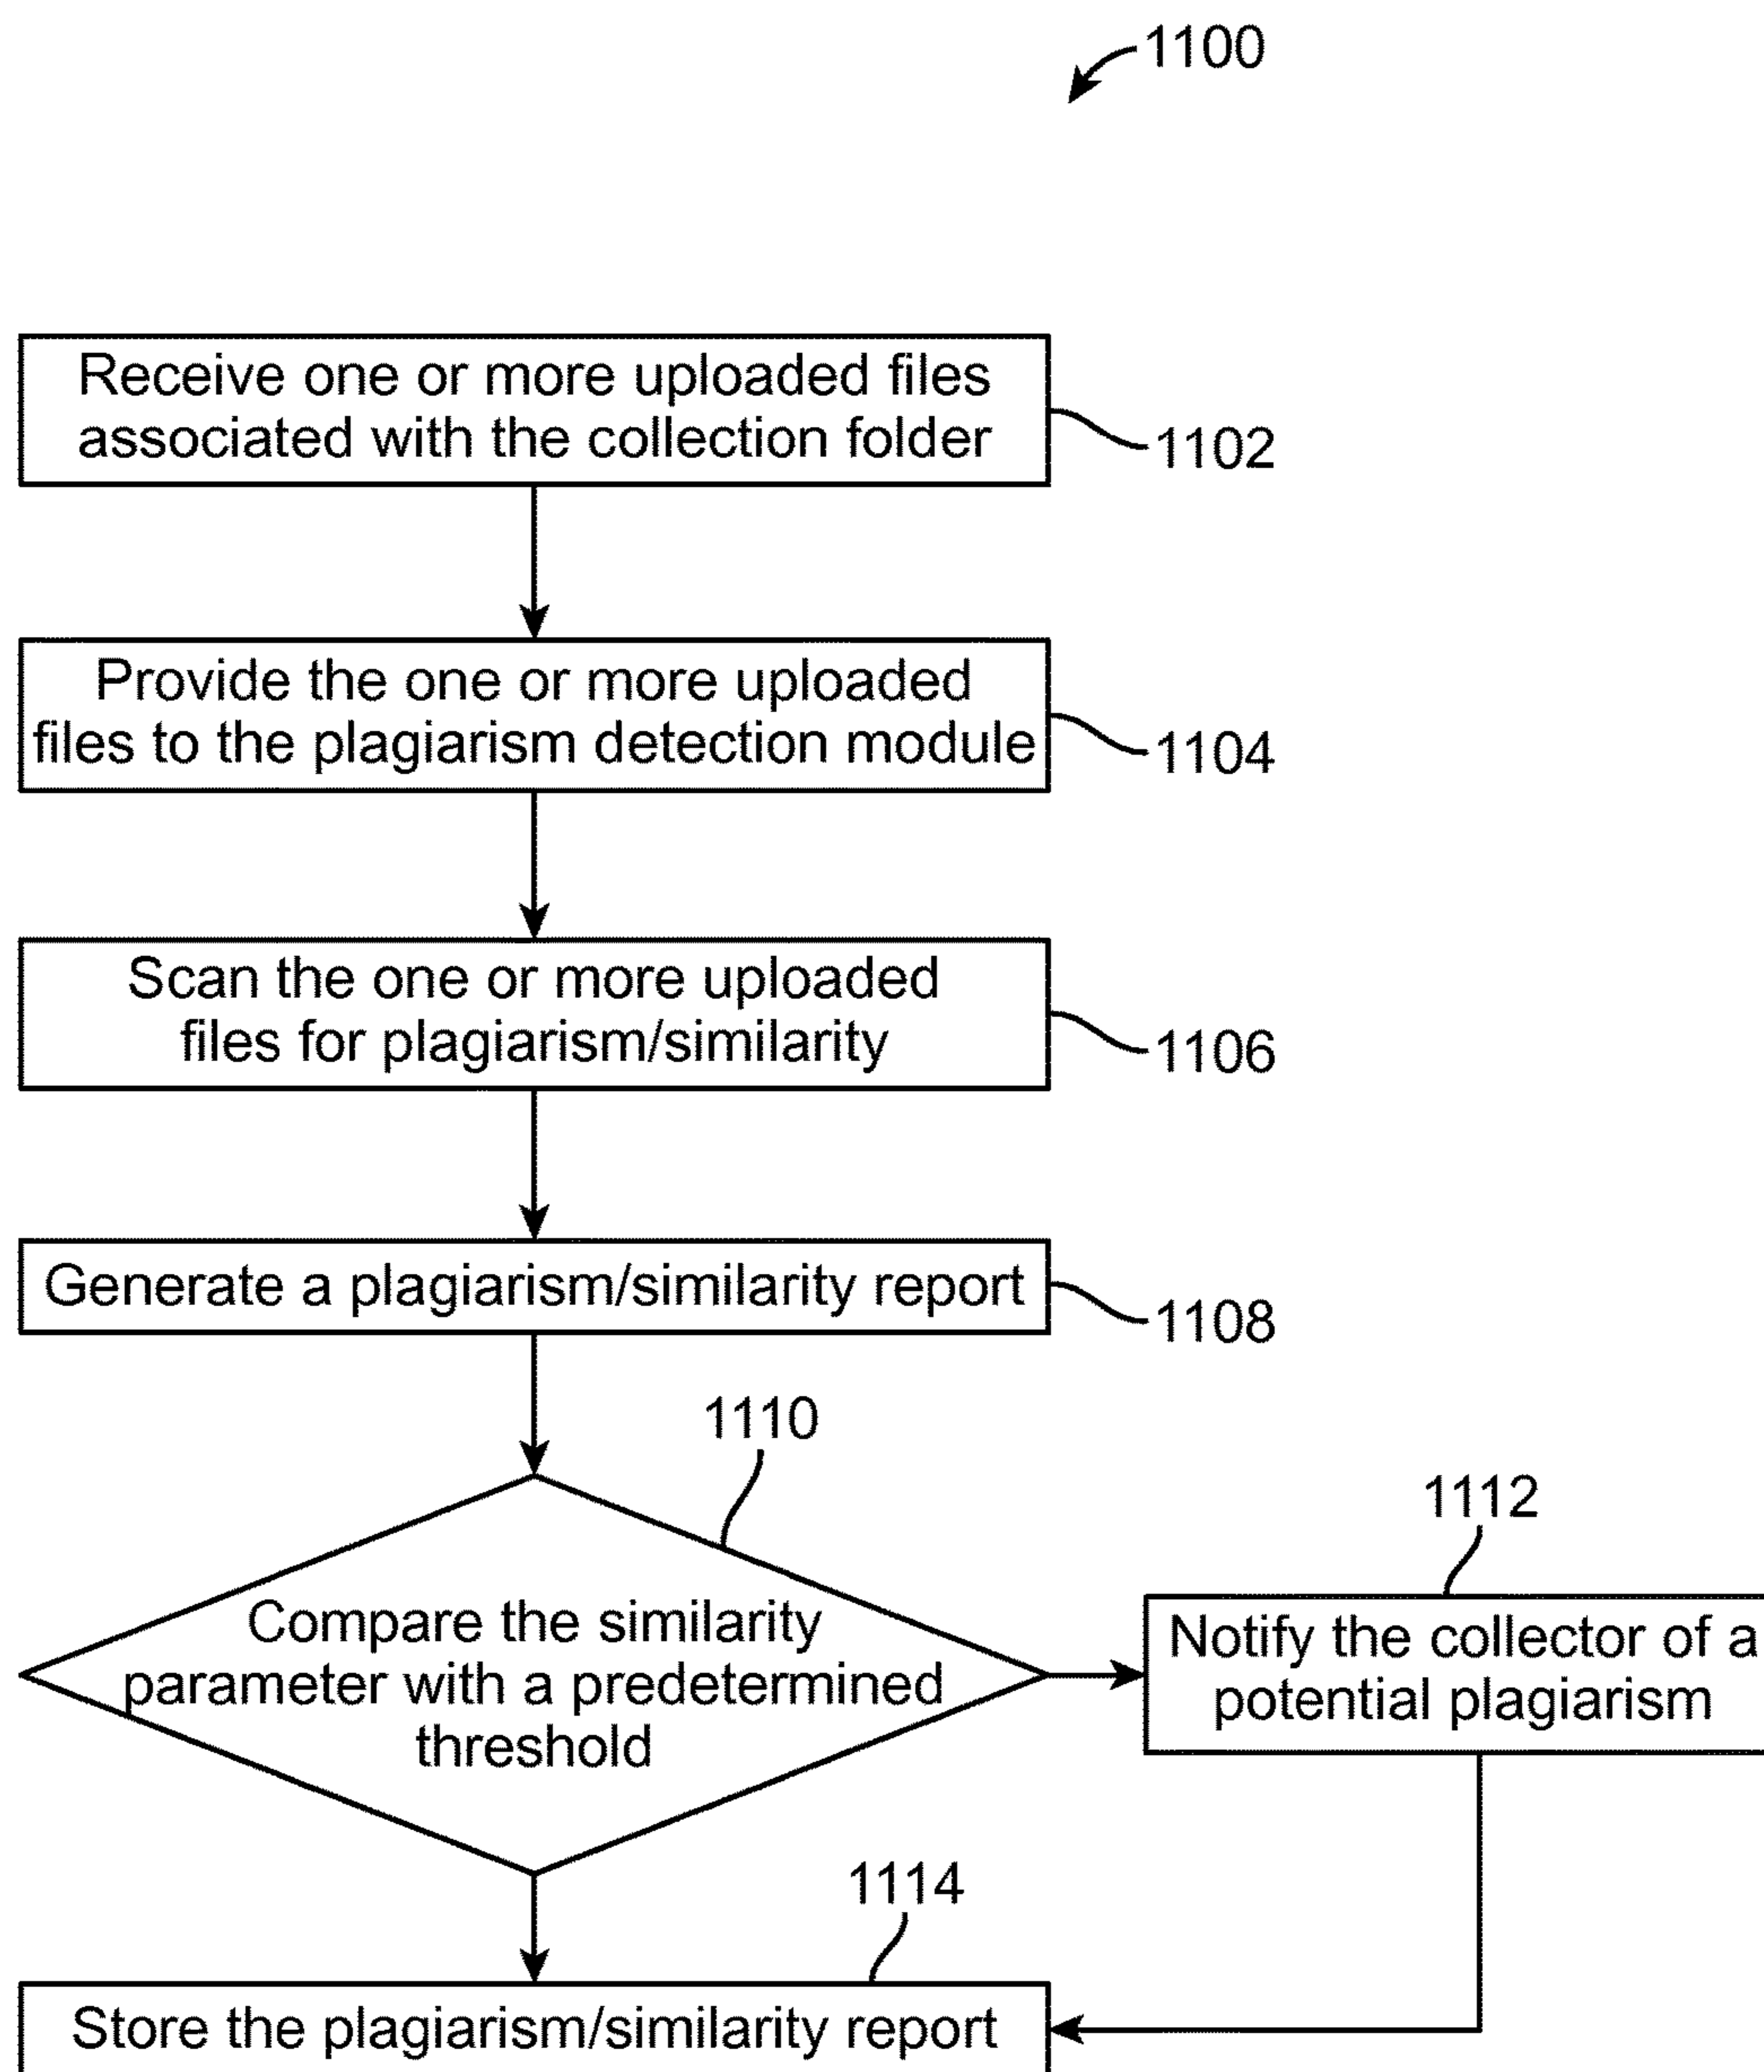 1100
Receive one or more uploaded files
associated with the collection folder
1102
Provide the one or more uploaded
files to the plagiarism detection module
1104
Scan the one or more uploaded
files for plagiarism/similarity
1106
Generate a plagiarism/similarity report
1108
1110
Compare the similarity
parameter with a predetermined
threshold
1112
Notify the collector of a
potential plagiarism
1114
Store the plagiarism/similarity report